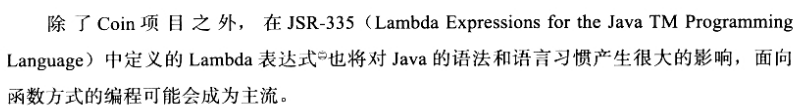 除了Coin项目之外，在JSR-335（Lambda Expressions for the Java TM Programming
Language）中定义的Lambda表达式也将对Java的语法和语言习惯产生很大的影响，面向
函数方式的编程可能会成为主流。